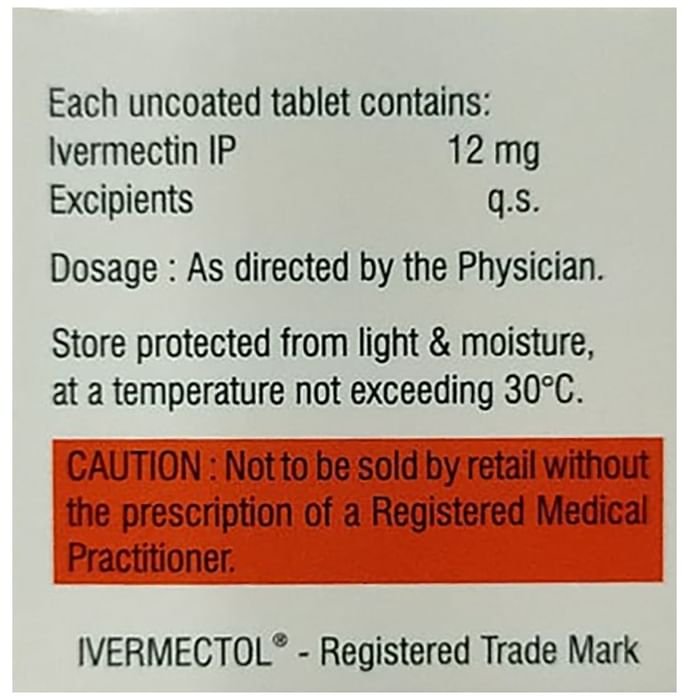 Each uncoated tablet contains:
Ivermectin IP 12 mg
Excipients q.s.
Dosage : As directed by the Physician.
Store protected from light & moisture,
at a temperature not exceeding 30°C.
CAUTION : Not to be sold by retail without
the prescription of a Registered Medical
Practitioner.
IVERMECTOL® - Registered Trade Mark